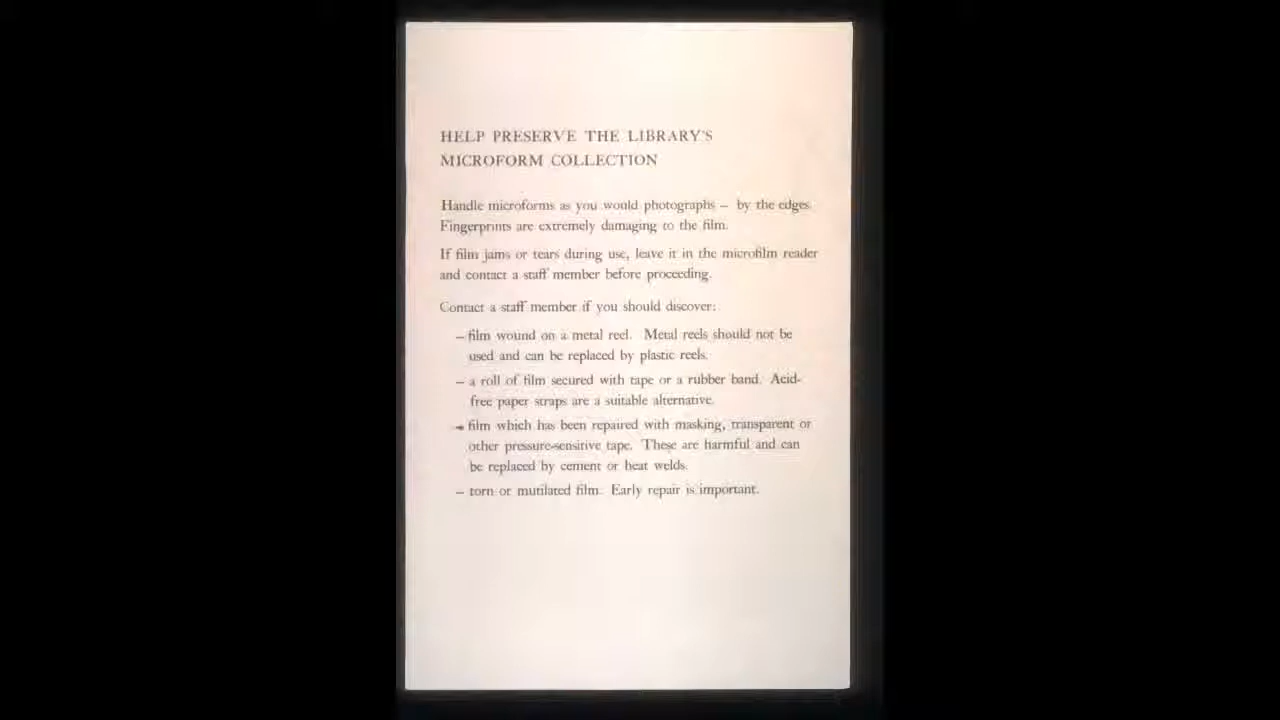 HELP PRESERVE THE LIBRARY'S
MICROFORM COLLECTION
Handle microforms as you would photographs – by the edges.
Fingerprints are extremely damaging to the film.
If film jams or tears during use, leave it in the microfilm reader
and contact a staff member before proceeding.
Contact a staff member if you should discover:
– film wound on a metal reel. Metal reels should not be
used and can be replaced by plastic reels.
– a roll of film secured with tape or a rubber band. Acid-
free paper straps are a suitable alternative.
– film which has been repaired with masking, transparent or
other pressure-sensitive tape. These are harmful and can
be replaced by cement or heat welds.
– torn or mutilated film. Early repair is important.